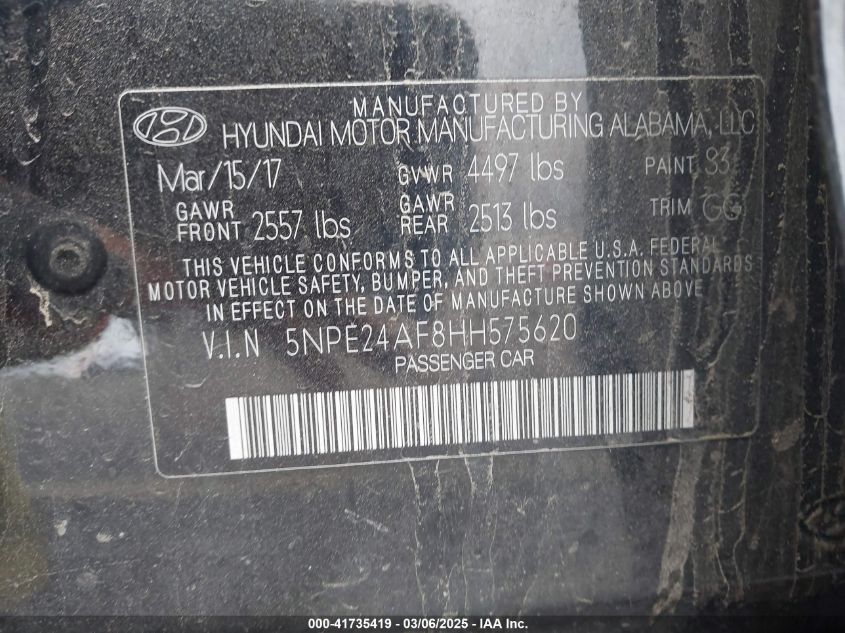 MANUFACTURED BY
HYUNDAI MOTOR MANUFACTURING ALABAMA, LLC
Mar/15/17 GVWR 4497 lbs PAINT S3
GAWR FRONT 2557 lbs GAWR REAR 2513 lbs TRIM GG
THIS VEHICLE CONFORMS TO ALL APPLICABLE U.S.A. FEDERAL
MOTOR VEHICLE SAFETY, BUMPER, AND THEFT PREVENTION STANDARDS
IN EFFECT ON THE DATE OF MANUFACTURE SHOWN ABOVE
V.I.N 5NPE24AF8HH575620
PASSENGER CAR
000-41735419 - 03/06/2025 - IAA Inc.